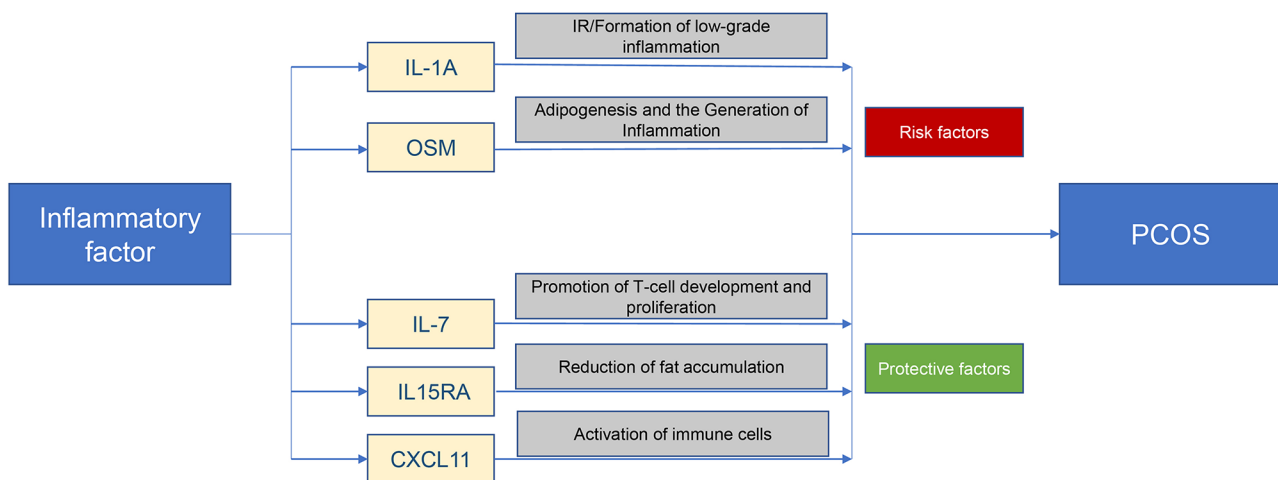 Inflammatory
factor
IL-1A
OSM
IL-7
IL15RA
CXCL11
IR/Formation of low-grade
inflammation
Adipogenesis and the Generation of
Inflammation
Promotion of T-cell development and
proliferation
Reduction of fat accumulation
Activation of immune cells
Risk factors
Protective factors
PCOS